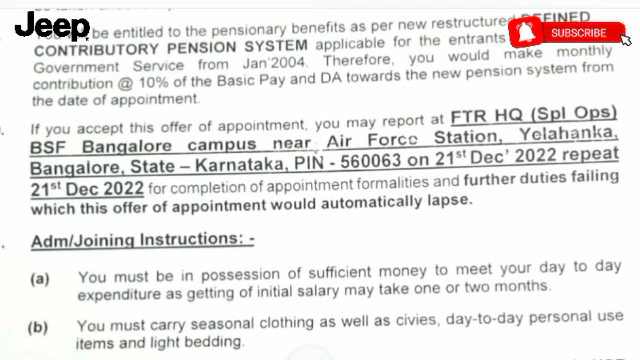 Jeep
be entitled to the pensionary benefits as per new restructured DEFINED
SUBSCRIBE
CONTRIBUTORY PENSION SYSTEM applicable for the entrants
Government Service from Jan'2004. Therefore, you would make monthly
contribution @ 10% of the Basic Pay and DA towards the new pension system from
the date of appointment.
If you accept this offer of appointment, you may report at FTR HQ (Spl Ops)
BSF Bangalore campus near Air Force Station, Yelahanka,
Bangalore, State – Karnataka, PIN - 560063 on 21st Dec' 2022 repeat
21st Dec 2022 for completion of appointment formalities and further duties failing
which this offer of appointment would automatically lapse.
Adm/Joining Instructions: -
(a) You must be in possession of sufficient money to meet your day to day
expenditure as getting of initial salary may take one or two months.
(b) You must carry seasonal clothing as well as civies, day-to-day personal use
items and light bedding.